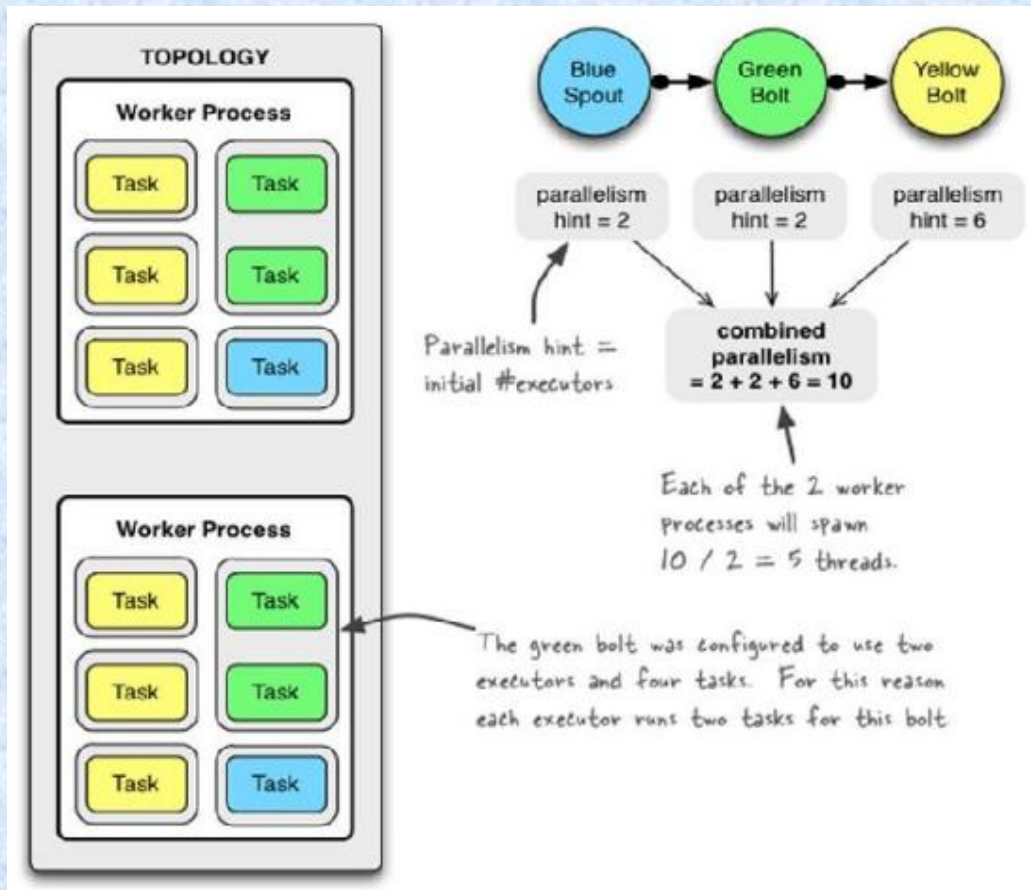 TOPOLOGY
Worker Process
Task
Task
Task
Task
Task
Task
Worker Process
Task
Task
Task
Task
Task
Task
Blue
Spout
Green
Bolt
Yellow
Bolt
parallelism
hint = 2
parallelism
hint = 2
parallelism
hint = 6
Parallelism hint =
initial #executors
combined
parallelism
= 2 + 2 + 6 = 10
Each of the 2 worker
processes will spawn
10 / 2 = 5 threads.
The green bolt was configured to use two
executors and four tasks. For this reason
each executor runs two tasks for this bolt